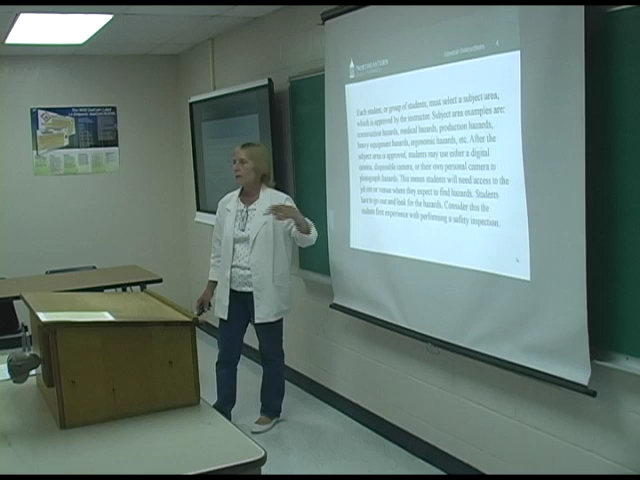 NORTHEASTERN
General Instructions
4
Each student, or group of students, must select a subject area,
which is approved by the instructor. Subject area examples are:
construction hazards, medical hazards, production hazards,
heavy equipment hazards, ergonomic hazards, etc. After the
subject area is approved, students may use either a digital
camera, disposable camera, or their own personal camera to
photograph hazards. This means students will need access to the
job site or venue where they expect to find hazards. Students
have to go out and look for the hazards. Consider this the
students first experience with performing a safety inspection.